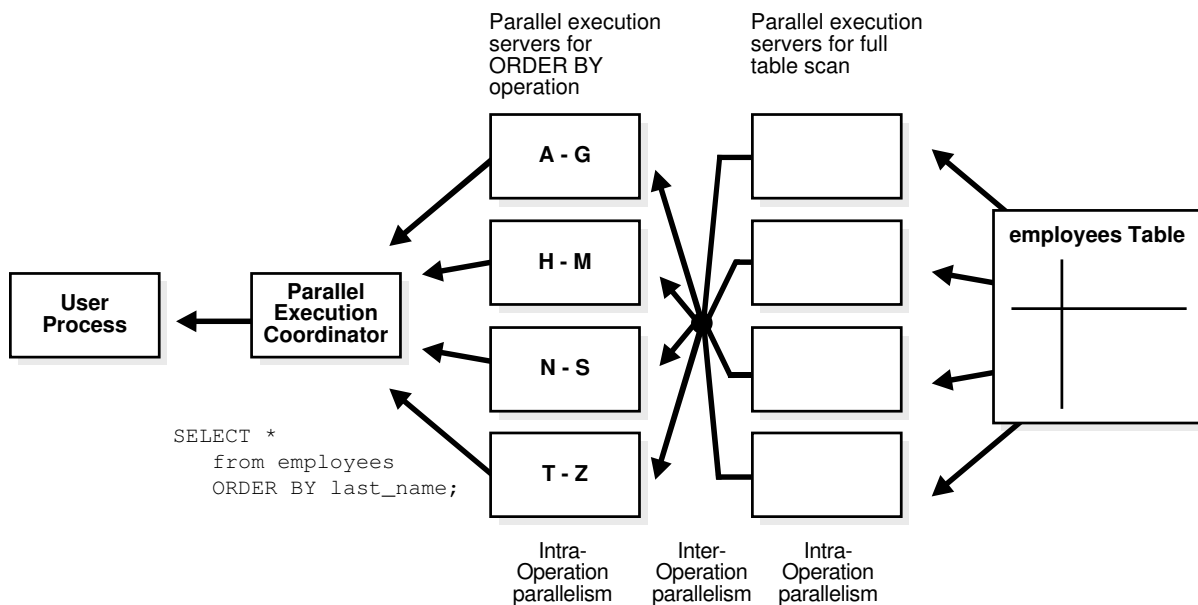 Parallel execution
servers for
ORDER BY
operation
Parallel execution
servers for full
table scan
A - G
H - M
N - S
T - Z
employees Table
User
Process
Parallel
Execution
Coordinator
SELECT *
from employees
ORDER BY last_name;
Intra-
Operation
parallelism
Inter-
Operation
parallelism
Intra-
Operation
parallelism